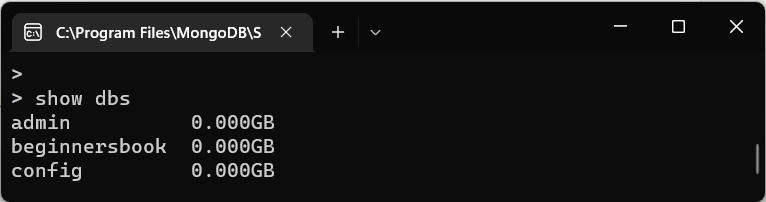 C:\Program Files\MongoDB\S
>
> show dbs
admin          0.000GB
beginnersbook  0.000GB
config         0.000GB